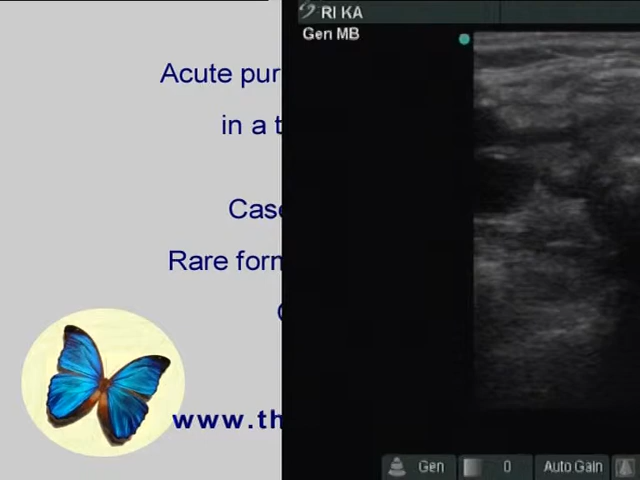 Acute pur
in a t
Case
Rare form
www.th
RI KA
Gen MB
Gen
0
Auto Gain